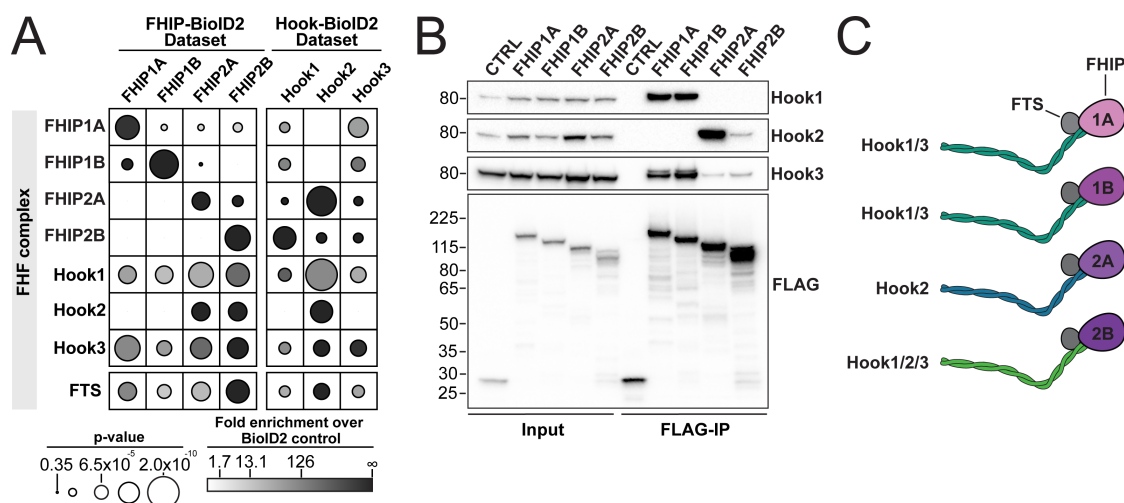 A
FHIP-BioID2
Dataset
Hook-BioID2
Dataset
FHIP1A
FHIP1B
FHIP2A
FHIP2B
Hook1
Hook2
Hook3
FHF complex
FHIP1A
FHIP1B
FHIP2A
FHIP2B
Hook1
Hook2
Hook3
FTS
p-value
0.35 6.5x10-5 2.0x10-10
Fold enrichment over
BioID2 control
1.7 13.1 126 ∞
B
CTRL
FHIP1A
FHIP1B
FHIP2A
FHIP2B
CTRL
FHIP1A
FHIP1B
FHIP2A
FHIP2B
80- Hook1
80- Hook2
80- Hook3
225-
115-
80-
65-
50-
35-
30-
25-
FLAG
Input FLAG-IP
C
FHIP
FTS
1A
Hook1/3
1B
Hook1/3
2A
Hook2
2B
Hook1/2/3